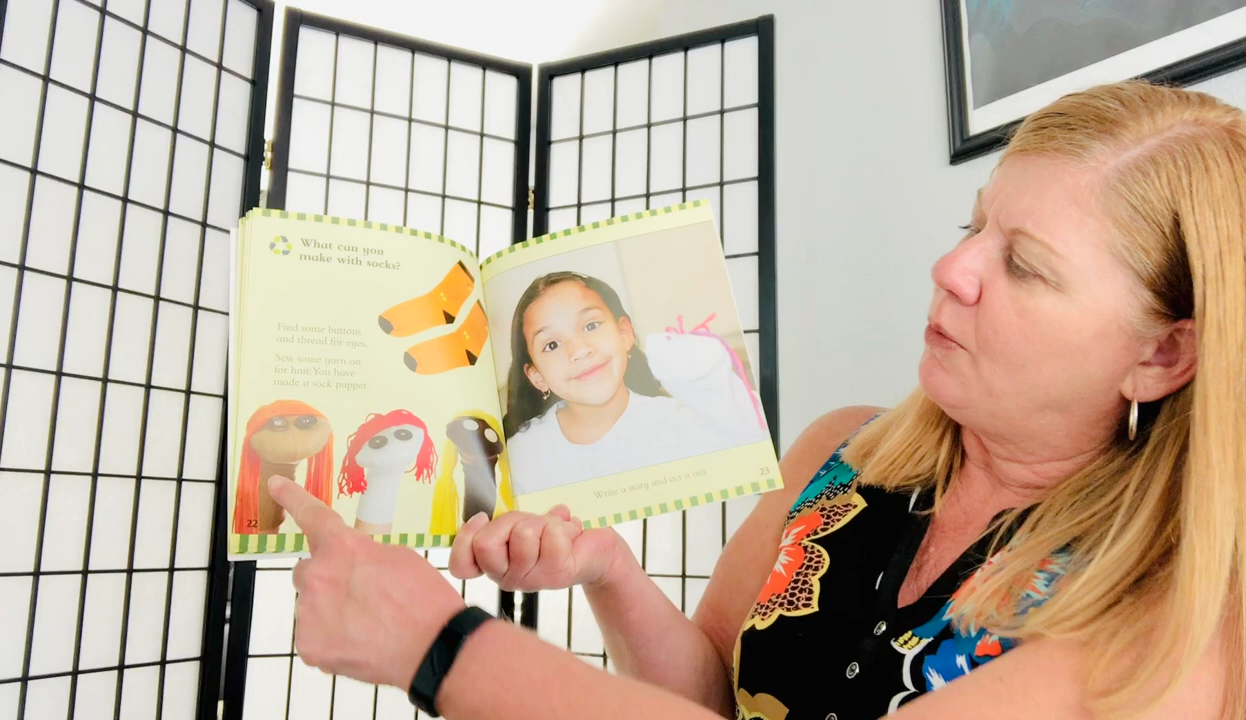 What can you
make with socks?
Find some buttons
and thread for eyes.
Sew some yarn on
for hair. You have
made a sock puppet.
22
Write a story and act it out.
23